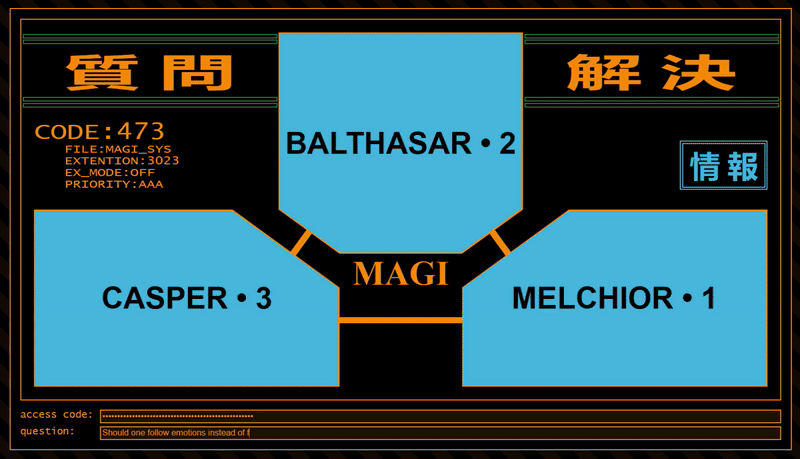 質問
解決
BALTHASAR • 2
CODE:473
FILE:MAGI_SYS
EXTENTION:3023
EX_MODE:OFF
PRIORITY:AAA
情報
MAGI
CASPER • 3
MELCHIOR • 1
access code:
question:
Should one follow emotions instead of f